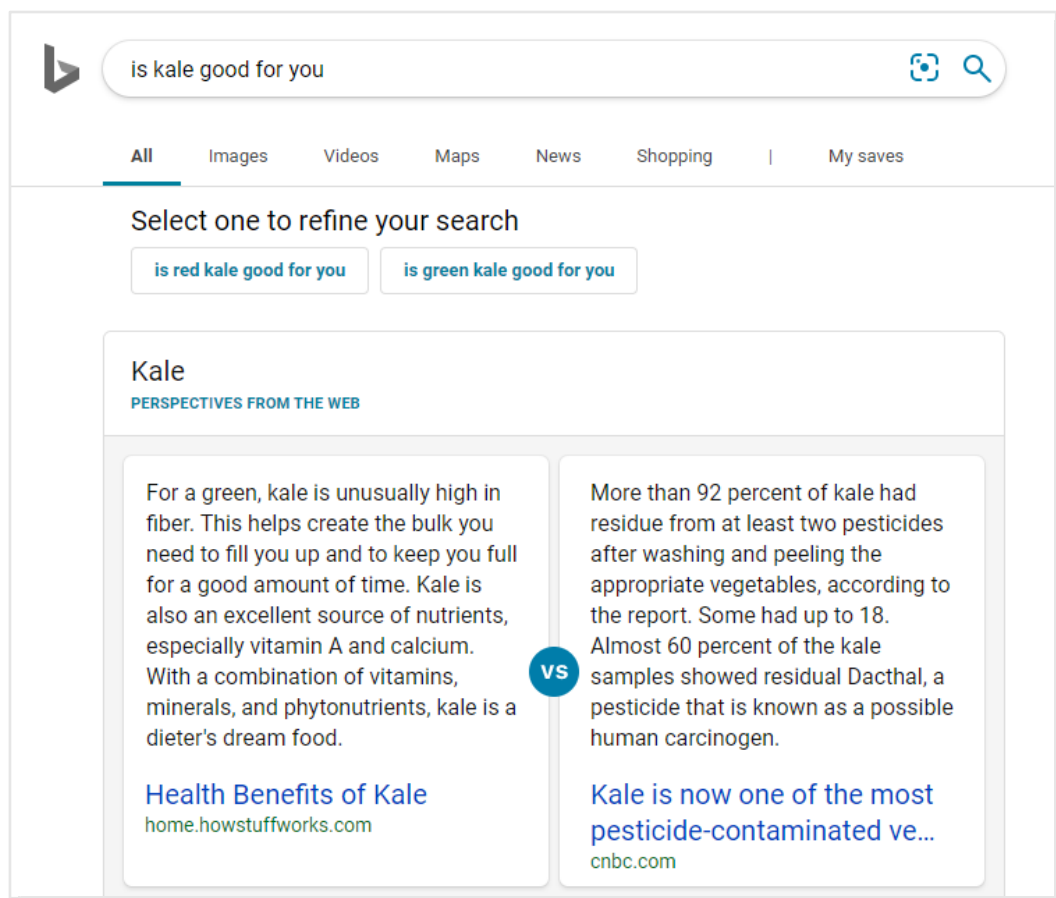 is kale good for you
All Images Videos Maps News Shopping | My saves
Select one to refine your search
is red kale good for you is green kale good for you
Kale
PERSPECTIVES FROM THE WEB
For a green, kale is unusually high in
fiber. This helps create the bulk you
need to fill you up and to keep you full
for a good amount of time. Kale is
also an excellent source of nutrients,
especially vitamin A and calcium.
With a combination of vitamins,
minerals, and phytonutrients, kale is a
dieter's dream food.
Health Benefits of Kale
home.howstuffworks.com
vs
More than 92 percent of kale had
residue from at least two pesticides
after washing and peeling the
appropriate vegetables, according to
the report. Some had up to 18.
Almost 60 percent of the kale
samples showed residual Dacthal, a
pesticide that is known as a possible
human carcinogen.
Kale is now one of the most
pesticide-contaminated ve...
cnbc.com